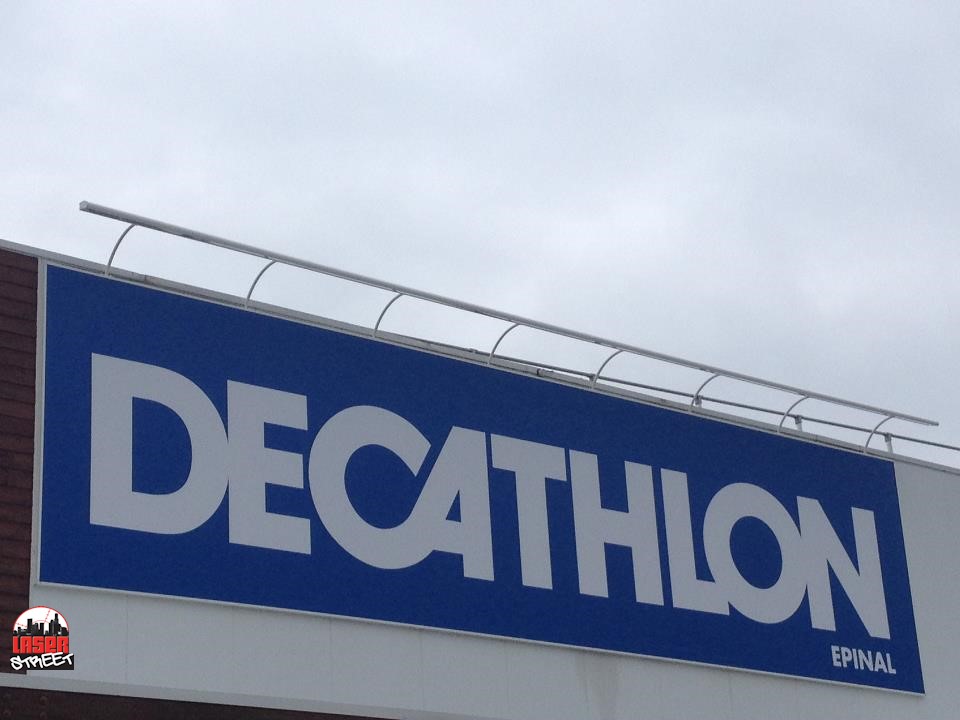 DECATHLON
EPINAL
LASER
STREET